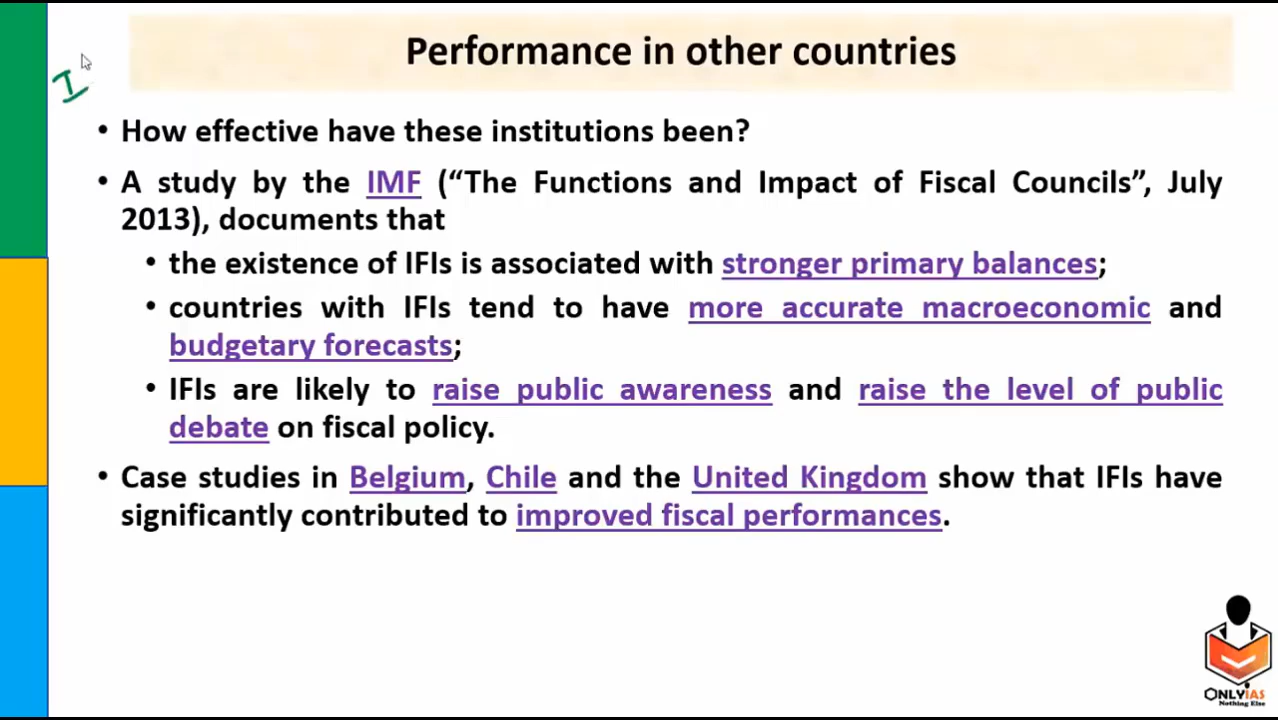 Performance in other countries
I
• How effective have these institutions been?
• A study by the IMF (“The Functions and Impact of Fiscal Councils”, July
2013), documents that
• the existence of IFIs is associated with stronger primary balances;
• countries with IFIs tend to have more accurate macroeconomic and
budgetary forecasts;
• IFIs are likely to raise public awareness and raise the level of public
debate on fiscal policy.
• Case studies in Belgium, Chile and the United Kingdom show that IFIs have
significantly contributed to improved fiscal performances.
ONLYIAS
Nothing Else